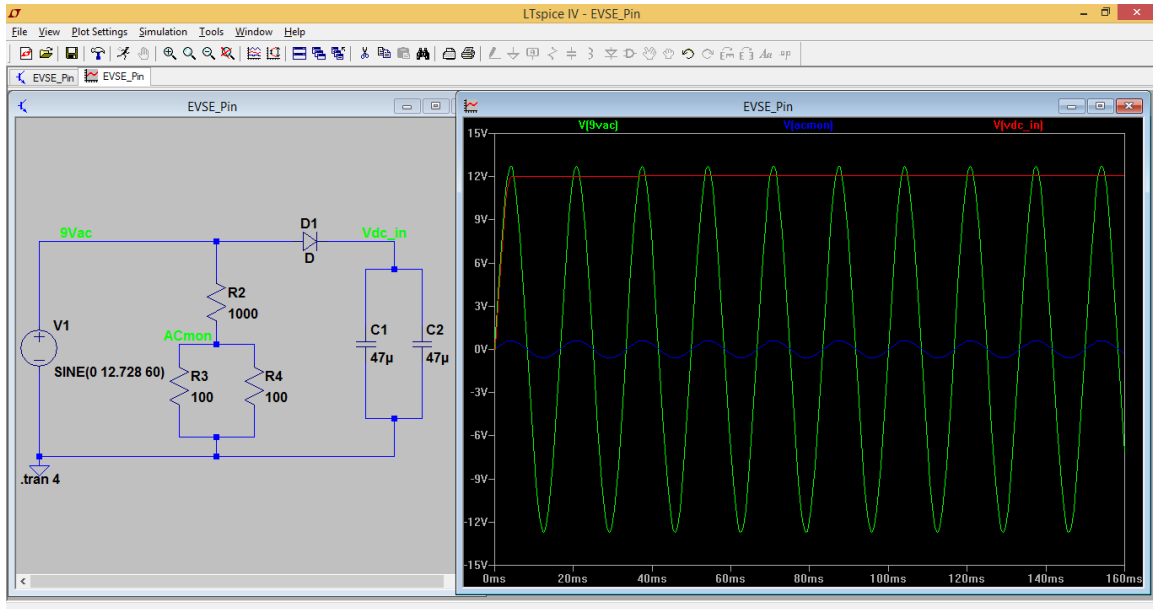 LTspice IV - EVSE_Pin
File View Plot Settings Simulation Tools Window Help
EVSE_Pin EVSE_Pin
EVSE_Pin
9Vac
D1
D
Vdc_in
R2
1000
V1
ACmon
C1
47µ
C2
47µ
SINE(0 12.728 60)
R3
100
R4
100
.tran 4
EVSE_Pin
V(9vac) V(acmon) V(vdc_in)
15V
12V
9V
6V
3V
0V
-3V
-6V
-9V
-12V
-15V
0ms 20ms 40ms 60ms 80ms 100ms 120ms 140ms 160ms